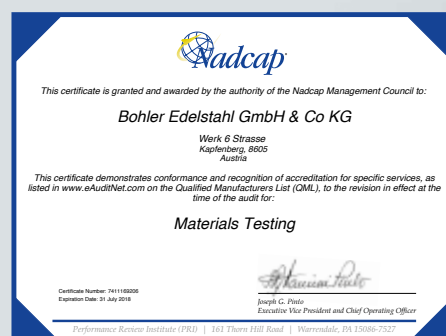 Nadcap
This certificate is granted and awarded by the authority of the Nadcap Management Council to:
Bohler Edelstahl GmbH & Co KG
Werk 6 Strasse
Kapfenberg, 8605
Austria
This certificate demonstrates conformance and recognition of accreditation for specific services, as
listed in www.eAuditNet.com on the Qualified Manufacturers List (QML), to the revision in effect at the
time of the audit for:
Materials Testing
Certificate Number: 7411169206
Expiration Date: 31 July 2018
Joseph G. Pinto
Executive Vice President and Chief Operating Officer
Performance Review Institute (PRI) | 161 Thorn Hill Road | Warrendale, PA 15086-7527